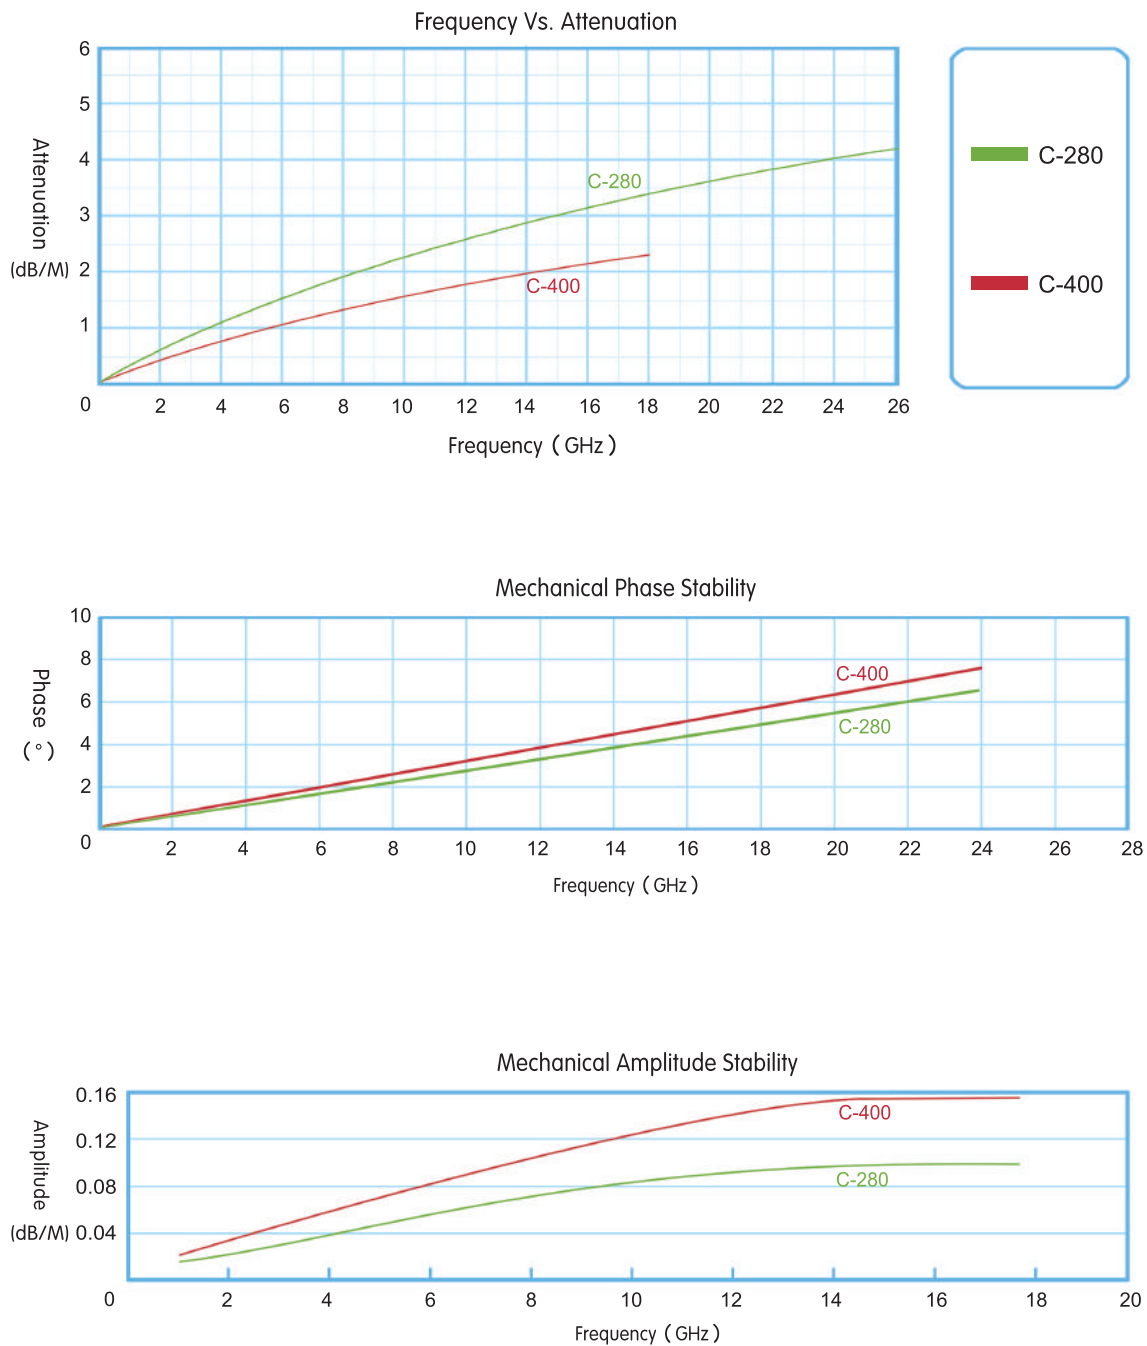 Frequency Vs. Attenuation
6
5
4
3
2
1
0
Attenuation
(dB/M)
C-280
C-400
2 4 6 8 10 12 14 16 18 20 22 24 26
Frequency ( GHz )
C-280
C-400
Mechanical Phase Stability
10
8
6
4
2
0
Phase
( ° )
C-400
C-280
2 4 6 8 10 12 14 16 18 20 22 24 26 28
Frequency ( GHz )
Mechanical Amplitude Stability
0.16
0.12
0.08
0.04
Amplitude
(dB/M)
C-400
C-280
0 2 4 6 8 10 12 14 16 18 20
Frequency ( GHz )